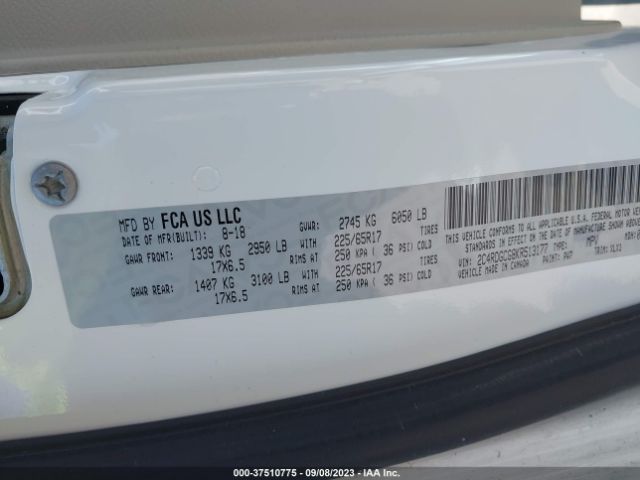 MFD BY FCA US LLC
DATE OF MFR(BUILT): 8-18 GVWR: 2745 KG 6050 LB
GAWR FRONT: 1339 KG 2950 LB WITH 225/65R17 TIRES
17X6.5 RIMS AT 250 KPA ( 36 PSI) COLD
GAWR REAR: 1407 KG 3100 LB WITH 225/65R17 TIRES
17X6.5 RIMS AT 250 KPA ( 36 PSI) COLD
THIS VEHICLE CONFORMS TO ALL APPLICABLE U.S.A. FEDERAL MOTOR
SAFETY STANDARDS IN EFFECT ON THE DATE OF MANUFACTURE SHOWN
VIN: TYPE: MPV
VEHICLE MADE IN CANADA PAINT: PW7 TRIM:
000-37510775 - 09/08/2023 - IAA Inc.